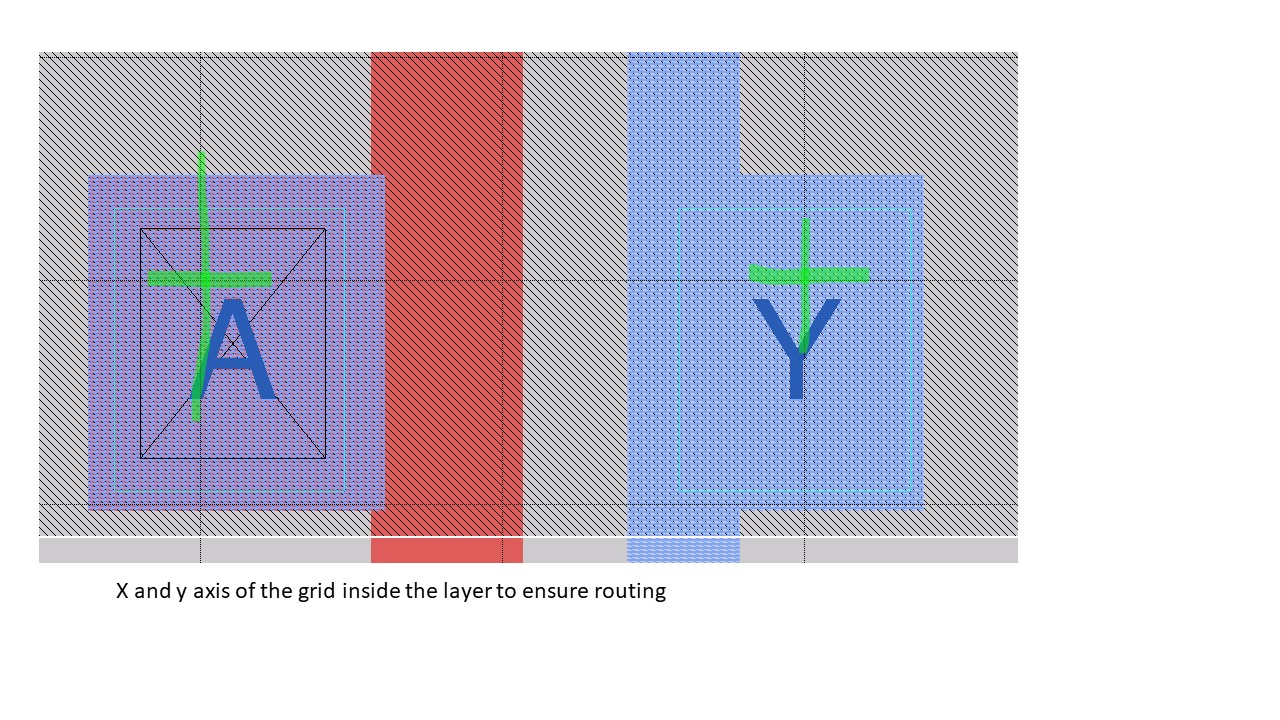 A Y
X and y axis of the grid inside the layer to ensure routing